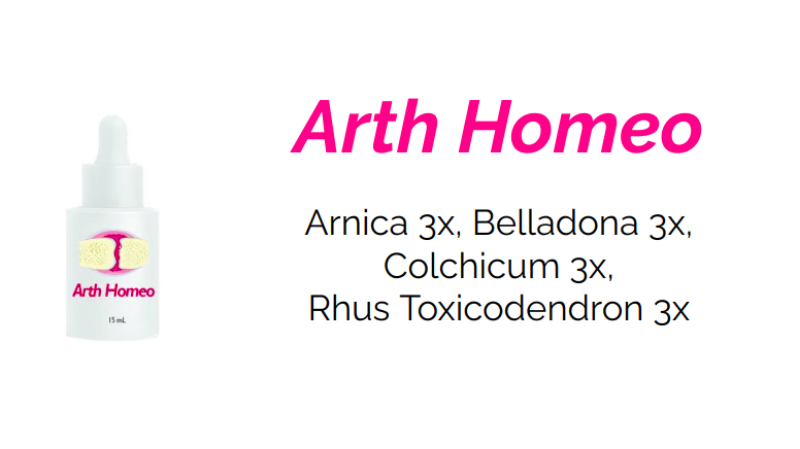 Arth Homeo
Arnica 3x, Belladona 3x,
Colchicum 3x,
Rhus Toxicodendron 3x
Arth Homeo
15 mL